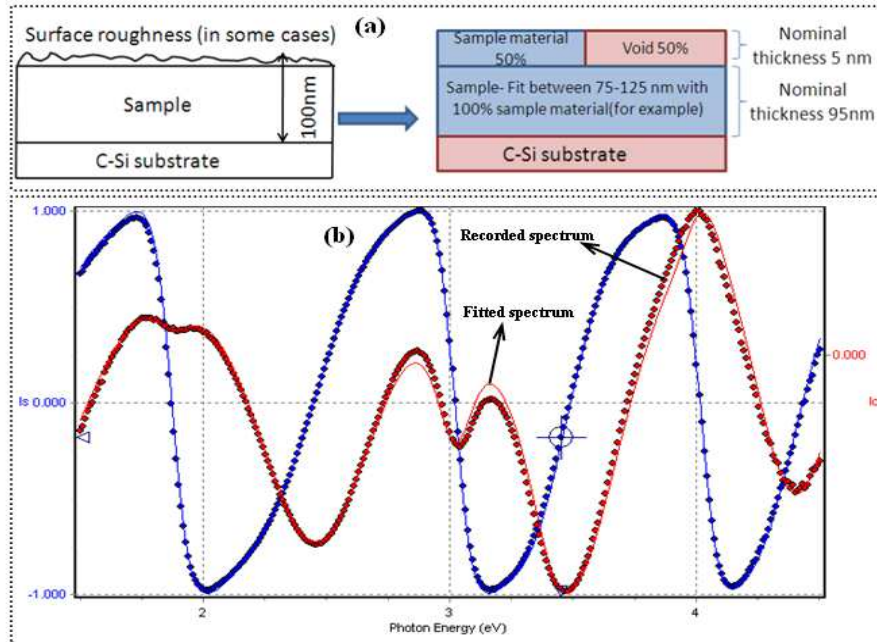 Surface roughness (in some cases)
(a)
Sample
100nm
C-Si substrate
Sample material
50%
Void 50%
Nominal
thickness 5 nm
Sample- Fit between 75-125 nm with
100% sample material(for example)
Nominal
thickness 95nm
C-Si substrate
(b)
1.000
Recorded spectrum
Fitted spectrum
0.000
Is 0.000
Ic
-1.000
2
3
4
Photon Energy (eV)